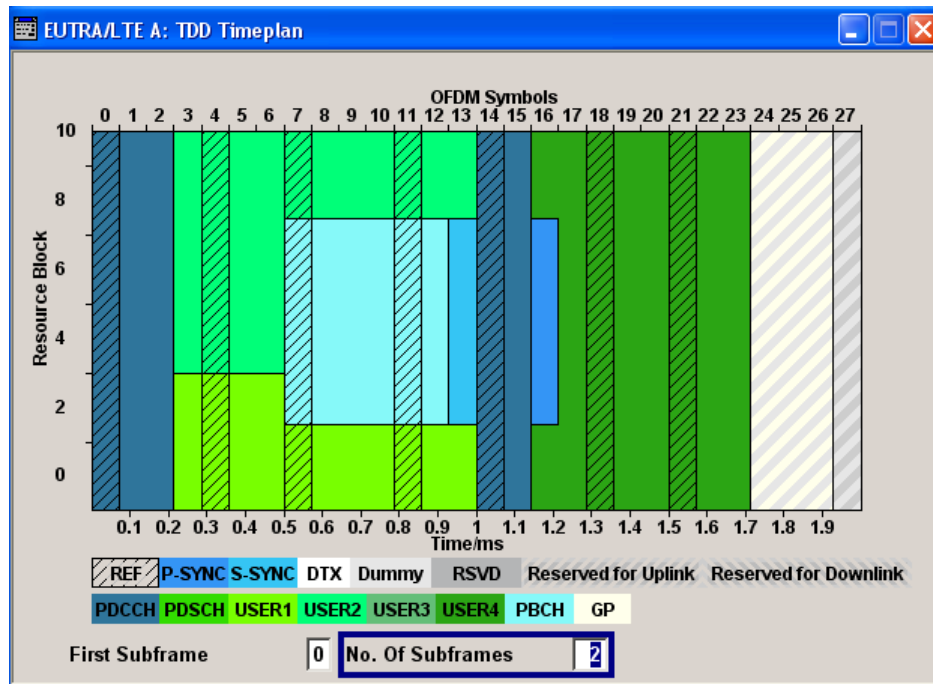 EUTRA/LTE A: TDD Timeplan
OFDM Symbols
0 1 2 3 4 5 6 7 8 9 10 11 12 13 14 15 16 17 18 19 20 21 22 23 24 25 26 27
10
8
6
4
2
0
Resource Block
0.1 0.2 0.3 0.4 0.5 0.6 0.7 0.8 0.9 1 1.1 1.2 1.3 1.4 1.5 1.6 1.7 1.8 1.9
Time/ms
REF P-SYNC S-SYNC DTX Dummy RSVD Reserved for Uplink Reserved for Downlink
PDCCH PDSCH USER1 USER2 USER3 USER4 PBCH GP
First Subframe 0 No. Of Subframes 2